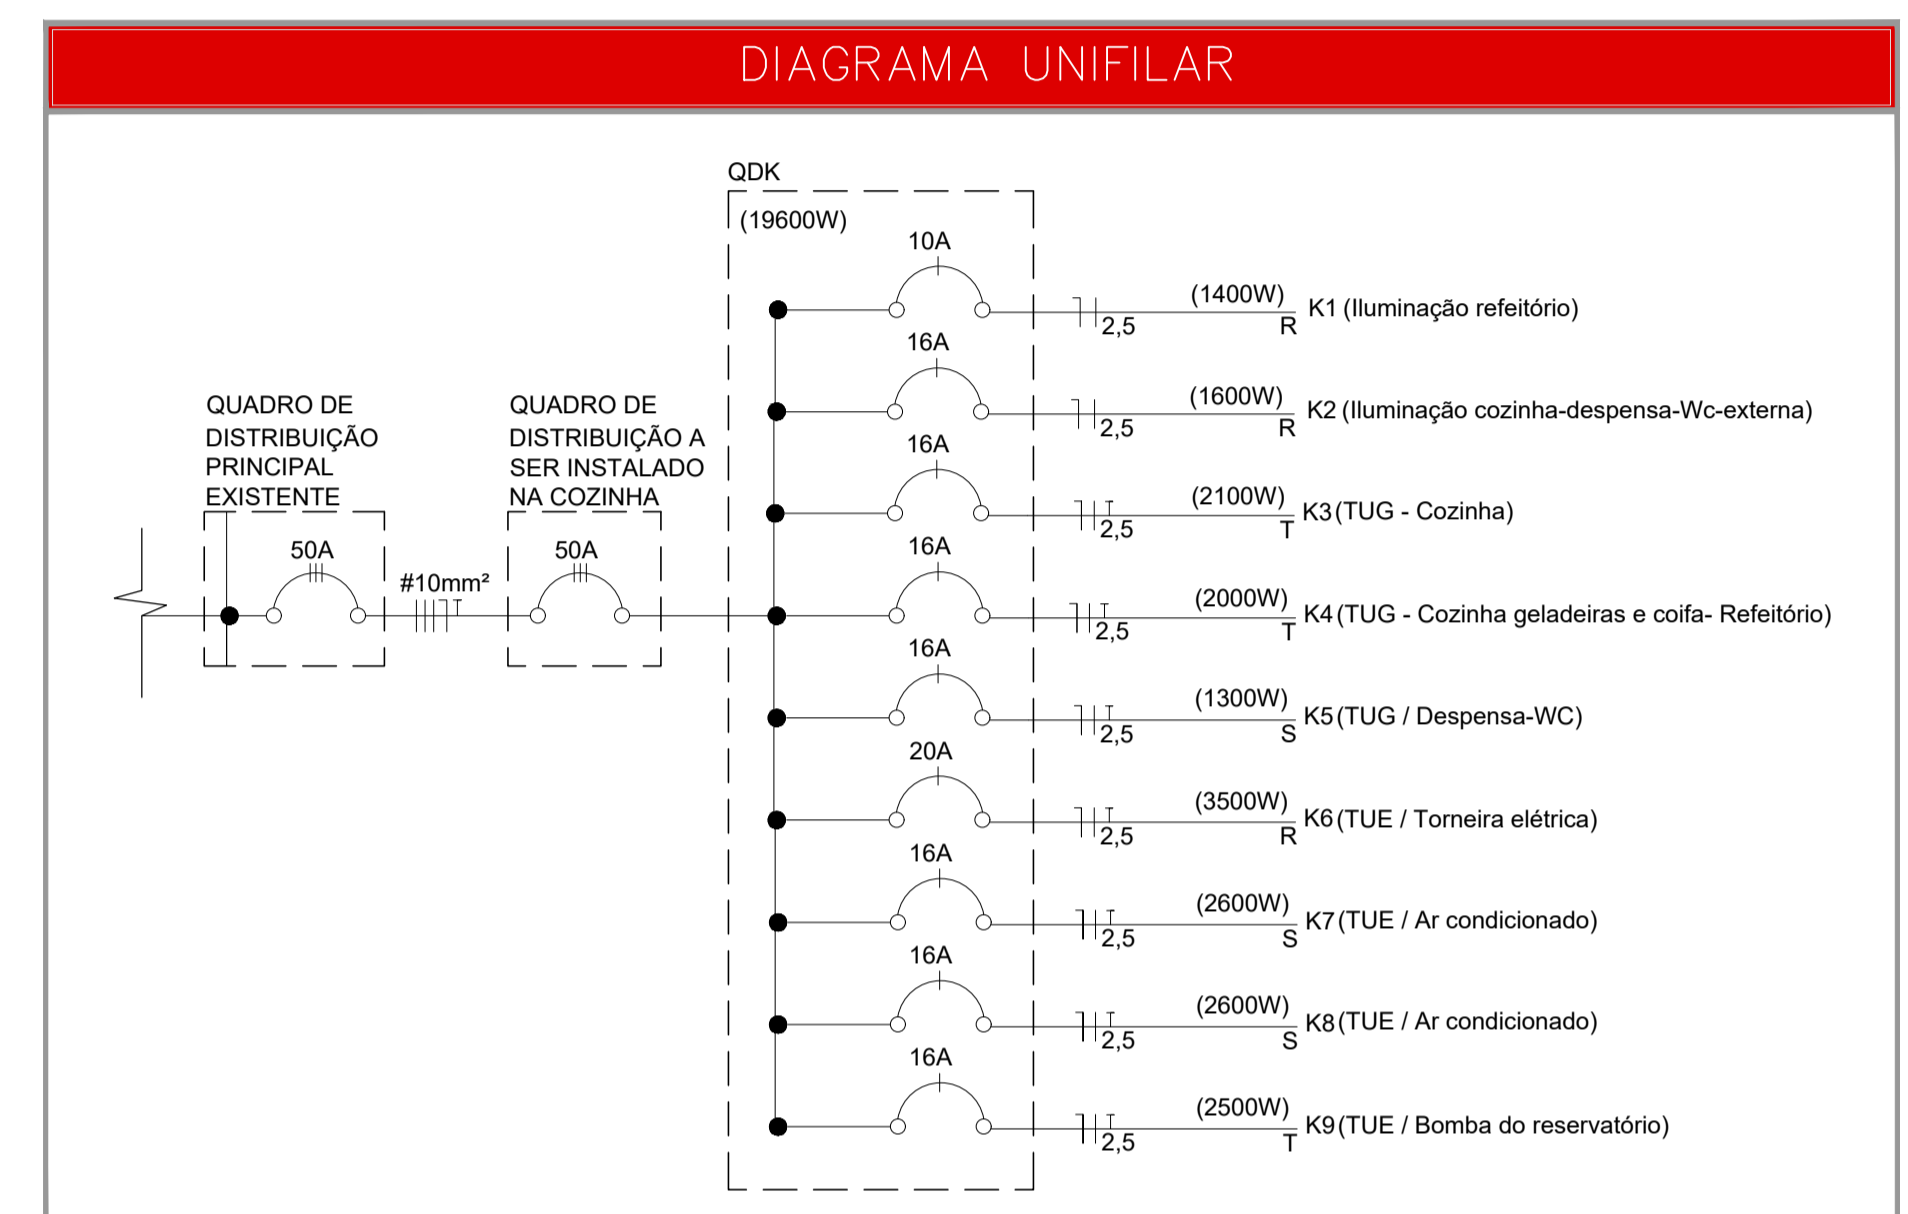 DIAGRAMA UNIFILAR
QDK
(19600W)
QUADRO DE
DISTRIBUIÇÃO
PRINCIPAL
EXISTENTE
50A
#10mm²
QUADRO DE
DISTRIBUIÇÃO A
SER INSTALADO
NA COZINHA
50A
10A
2,5
(1400W)
R
K1 (Iluminação refeitório)
16A
2,5
(1600W)
R
K2 (Iluminação cozinha-despensa-Wc-externa)
16A
2,5
(2100W)
T
K3(TUG - Cozinha)
16A
2,5
(2000W)
T
K4(TUG - Cozinha geladeiras e coifa- Refeitório)
16A
2,5
(1300W)
S
K5(TUG / Despensa-WC)
20A
2,5
(3500W)
R
K6(TUE / Torneira elétrica)
16A
2,5
(2600W)
S
K7(TUE / Ar condicionado)
16A
2,5
(2600W)
S
K8(TUE / Ar condicionado)
16A
2,5
(2500W)
T
K9(TUE / Bomba do reservatório)